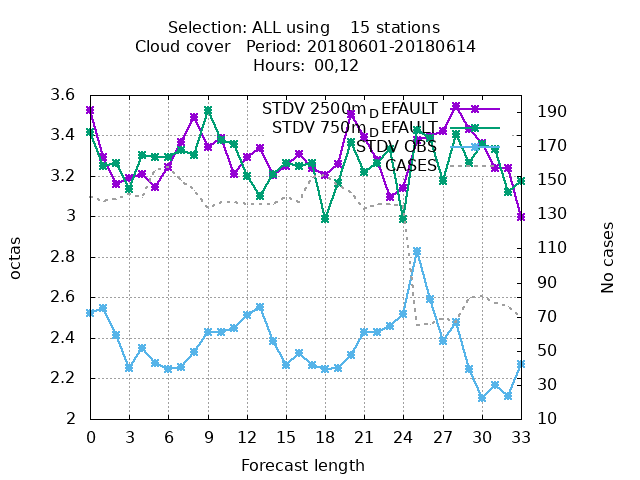 Selection: ALL using    15 stations
Cloud cover   Period: 20180601-20180614
Hours:  00,12
3.6
3.4
3.2
3
2.8
2.6
2.4
2.2
2
octas
STDV 2500m_DEFAULT
STDV 750m_DEFAULT
STDV OBS
CASES
190
170
150
130
110
90
70
50
30
10
No cases
0 3 6 9 12 15 18 21 24 27 30 33
Forecast length